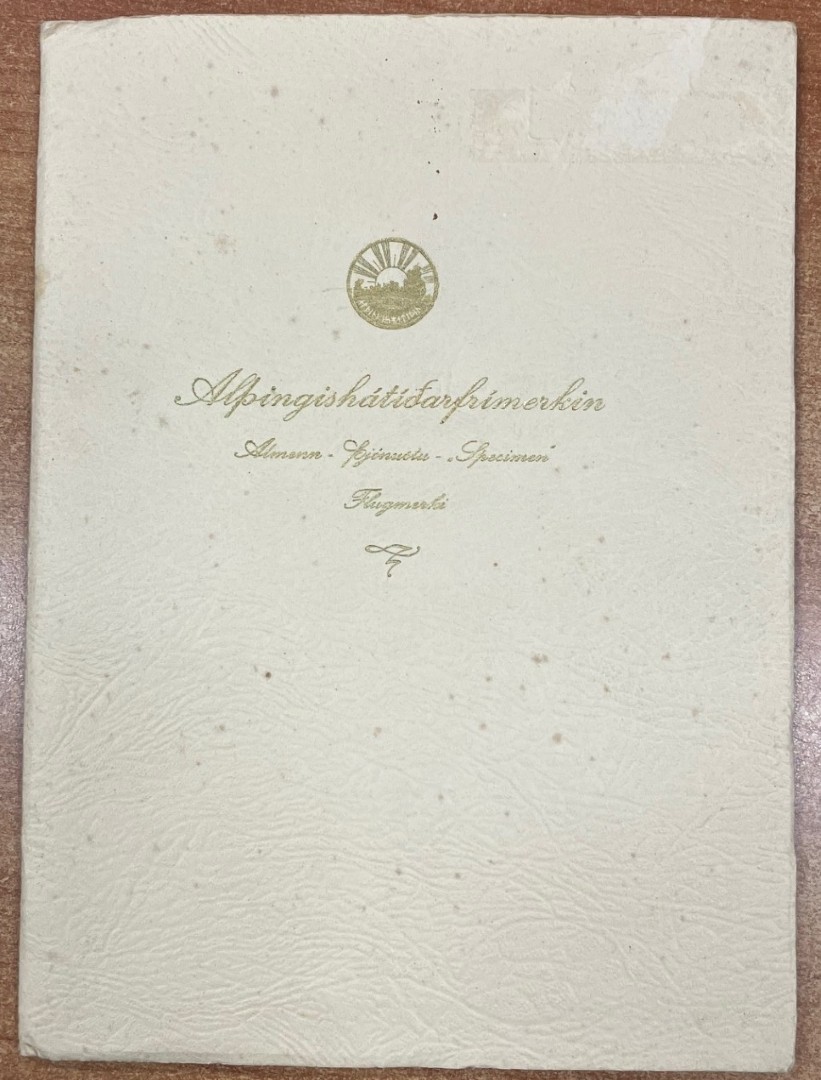 Alþingishátíðarfrímerkin
Almenn - Þjónustu - „Specimen"
Flugmerki